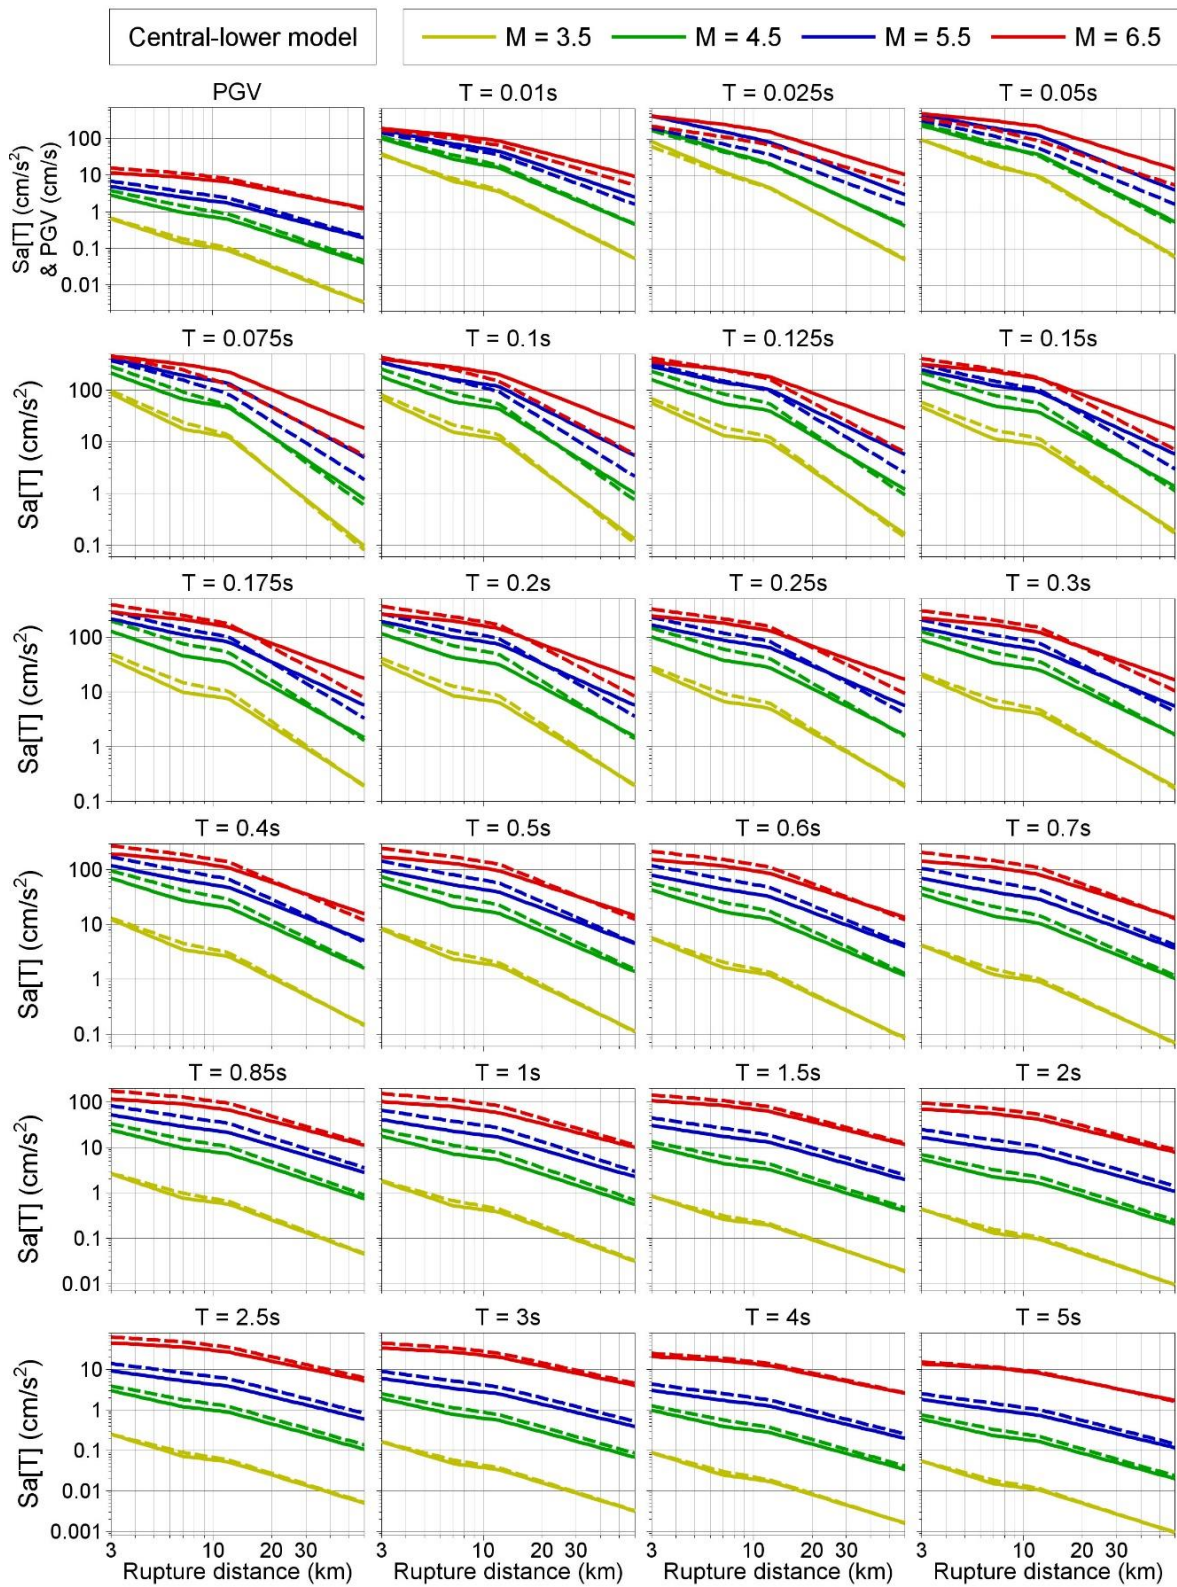 Central-lower model
M = 3.5 M = 4.5 M = 5.5 M = 6.5
PGV T = 0.01s T = 0.025s T = 0.05s
Sa[T] (cm/s²)
& PGV (cm/s)
100
10
1
0.1
0.01
T = 0.075s T = 0.1s T = 0.125s T = 0.15s
Sa[T] (cm/s²)
100
10
1
0.1
T = 0.175s T = 0.2s T = 0.25s T = 0.3s
Sa[T] (cm/s²)
100
10
1
0.1
T = 0.4s T = 0.5s T = 0.6s T = 0.7s
Sa[T] (cm/s²)
100
10
1
0.1
T = 0.85s T = 1s T = 1.5s T = 2s
Sa[T] (cm/s²)
100
10
1
0.1
0.01
T = 2.5s T = 3s T = 4s T = 5s
Sa[T] (cm/s²)
10
1
0.1
0.01
0.001
3 10 20 30 3 10 20 30 3 10 20 30 3 10 20 30
Rupture distance (km) Rupture distance (km) Rupture distance (km) Rupture distance (km)